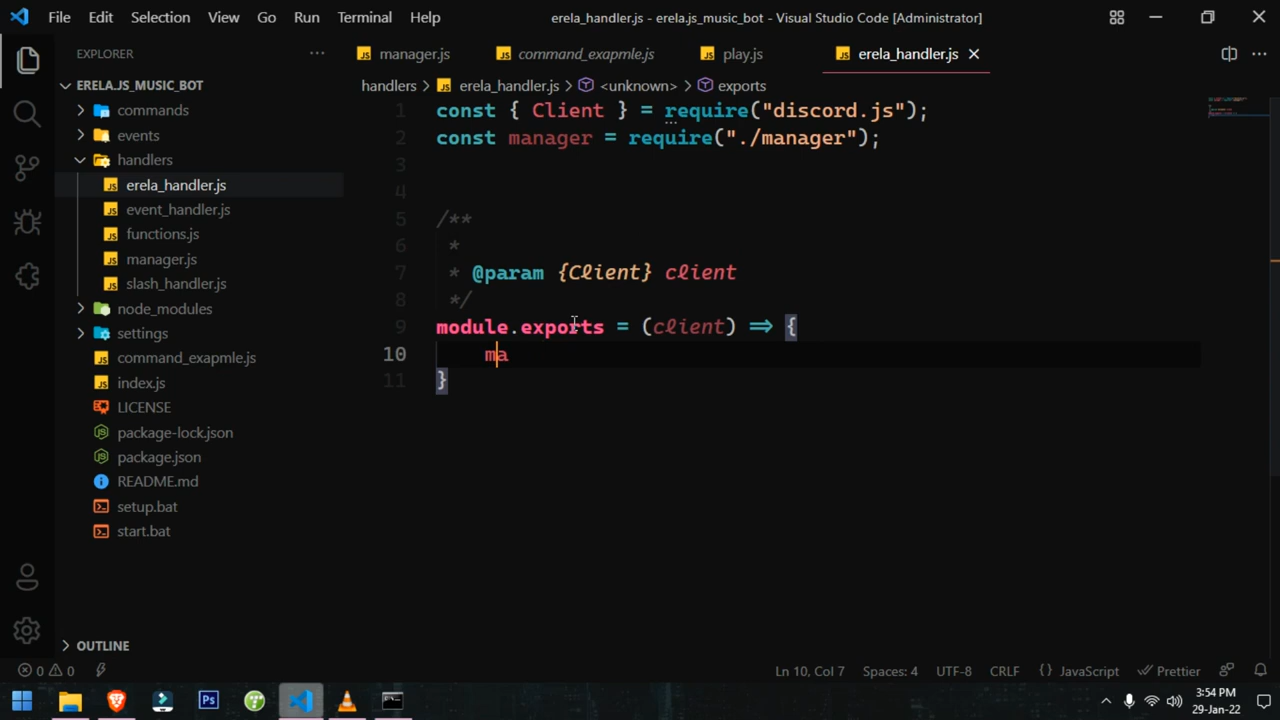 File Edit Selection View Go Run Terminal Help erela_handler.js - erela.js_music_bot - Visual Studio Code [Administrator]
EXPLORER
manager.js command_exapmle.js play.js erela_handler.js
ERELA.JS_MUSIC_BOT
handlers > erela_handler.js > <unknown> > exports
commands
events
handlers
erela_handler.js
event_handler.js
functions.js
manager.js
slash_handler.js
node_modules
settings
command_exapmle.js
index.js
LICENSE
package-lock.json
package.json
README.md
setup.bat
start.bat
OUTLINE
1 const { Client } = require("discord.js");
2 const manager = require("./manager");
3
4
5 /**
6 *
7 * @param {Client} client
8 */
9 module.exports = (client) => {
10 ma
11 }
0 0 Ln 10, Col 7 Spaces: 4 UTF-8 CRLF {} JavaScript Prettier
Ps 3:54 PM
29-Jan-22